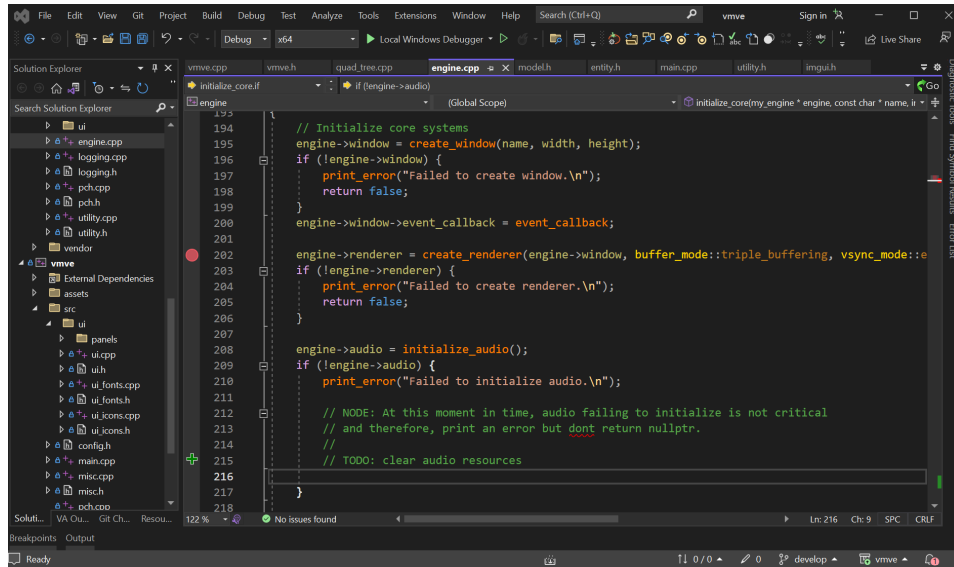 File Edit View Git Project Build Debug Test Analyze Tools Extensions Window Help Search (Ctrl+Q) vmve Sign in
Debug x64 Local Windows Debugger Live Share
Solution Explorer
vmve.cpp vmve.h quad_tree.cpp engine.cpp model.h entity.h main.cpp utility.h imgui.h
initialize_core.if if (!engine->audio) Go
Search Solution Explorer
engine (Global Scope) initialize_core(my_engine * engine, const char * name, ir
ui
engine.cpp
logging.cpp
logging.h
pch.cpp
pch.h
utility.cpp
utility.h
vendor
vmve
External Dependencies
assets
src
ui
panels
ui.cpp
ui.h
ui_fonts.cpp
ui_fonts.h
ui_icons.cpp
ui_icons.h
config.h
main.cpp
misc.cpp
misc.h
pch.cpp
193 {
194 // Initialize core systems
195 engine->window = create_window(name, width, height);
196 if (!engine->window) {
197 print_error("Failed to create window.\n");
198 return false;
199 }
200 engine->window->event_callback = event_callback;
201
202 engine->renderer = create_renderer(engine->window, buffer_mode::triple_buffering, vsync_mode::e
203 if (!engine->renderer) {
204 print_error("Failed to create renderer.\n");
205 return false;
206 }
207
208 engine->audio = initialize_audio();
209 if (!engine->audio) {
210 print_error("Failed to initialize audio.\n");
211
212 // NODE: At this moment in time, audio failing to initialize is not critical
213 // and therefore, print an error but dont return nullptr.
214 //
215 // TODO: clear audio resources
216
217 }
218
Diagnostic Tools Find Symbol Results Error List
Soluti... VA Ou... Git Ch... Resou... 122 % No issues found Ln: 216 Ch: 9 SPC CRLF
Breakpoints Output
Ready 0 / 0 0 develop vmve